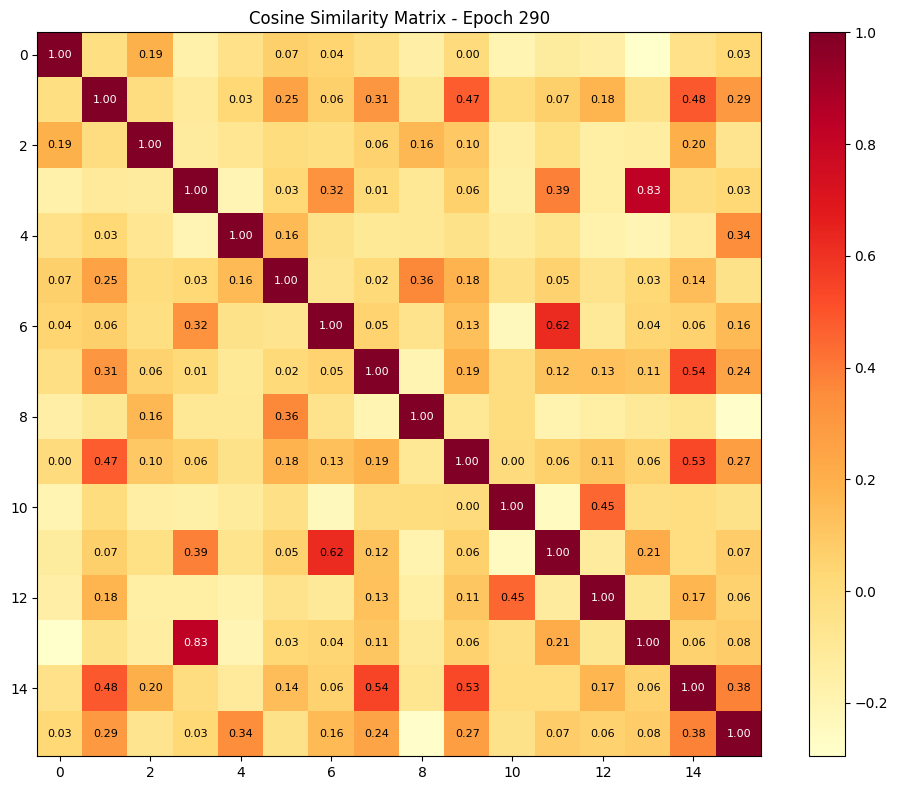 Cosine Similarity Matrix - Epoch 290
0 1.00 0.19 0.07 0.04 0.00 0.03 1.0
1.00 0.03 0.25 0.06 0.31 0.47 0.07 0.18 0.48 0.29
2 0.19 1.00 0.06 0.16 0.10 0.20
0.8
1.00 0.03 0.32 0.01 0.06 0.39 0.83 0.03
4 0.03 1.00 0.16 0.34
0.6
0.07 0.25 0.03 0.16 1.00 0.02 0.36 0.18 0.05 0.03 0.14
6 0.04 0.06 0.32 1.00 0.05 0.13 0.62 0.04 0.06 0.16
0.4
0.31 0.06 0.01 0.02 0.05 1.00 0.19 0.12 0.13 0.11 0.54 0.24
8 0.16 0.36 1.00
0.2
0.00 0.47 0.10 0.06 0.18 0.13 0.19 1.00 0.00 0.06 0.11 0.06 0.53 0.27
10 0.00 1.00 0.45
0.07 0.39 0.05 0.62 0.12 0.06 1.00 0.21 0.07
0.0
12 0.18 0.13 0.11 0.45 1.00 0.17 0.06
0.83 0.03 0.04 0.11 0.06 0.21 1.00 0.06 0.08
14 0.48 0.20 0.14 0.06 0.54 0.53 0.17 0.06 1.00 0.38
−0.2
0.03 0.29 0.03 0.34 0.16 0.24 0.27 0.07 0.06 0.08 0.38 1.00
0 2 4 6 8 10 12 14